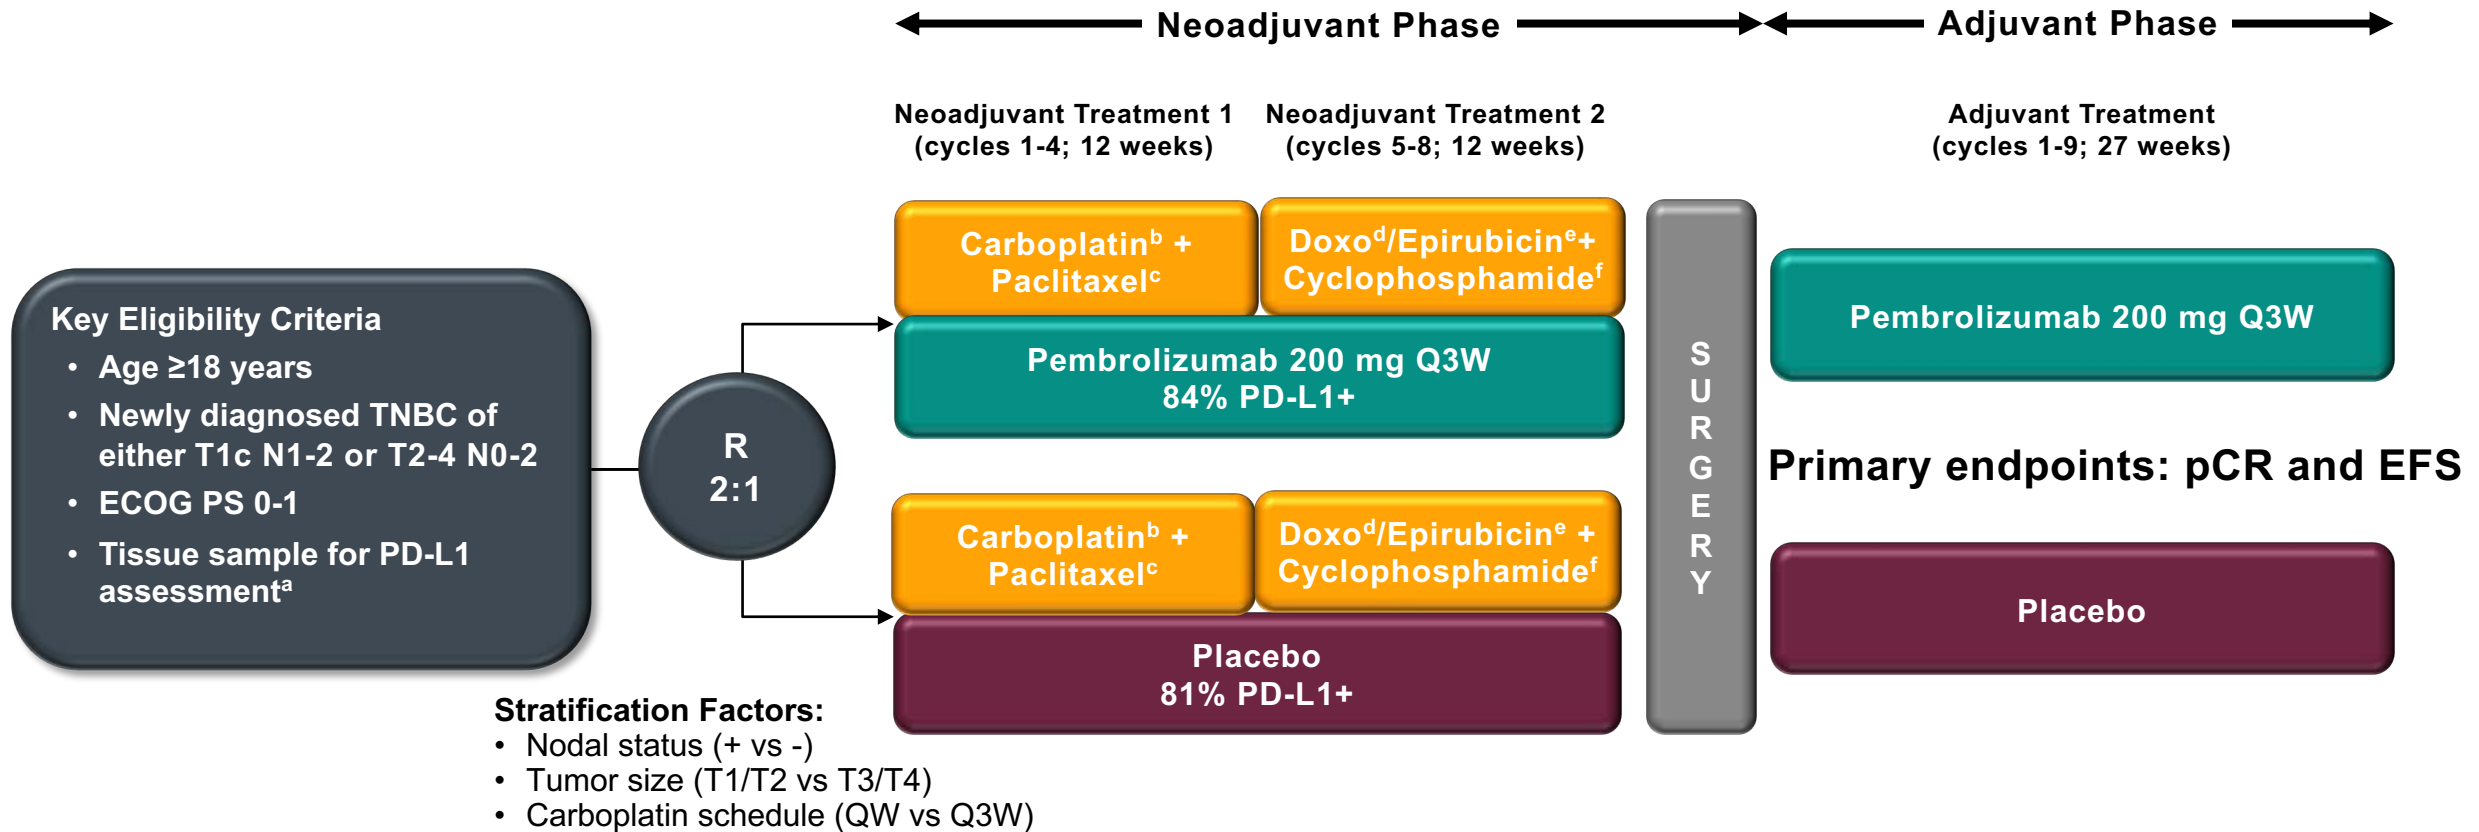 Neoadjuvant Phase
Adjuvant Phase
Neoadjuvant Treatment 1
(cycles 1-4; 12 weeks)
Neoadjuvant Treatment 2
(cycles 5-8; 12 weeks)
Adjuvant Treatment
(cycles 1-9; 27 weeks)
Key Eligibility Criteria
• Age ≥18 years
• Newly diagnosed TNBC of
either T1c N1-2 or T2-4 N0-2
• ECOG PS 0-1
• Tissue sample for PD-L1
assessmentᵃ
R
2:1
Carboplatinᵇ +
Paclitaxelᶜ
Doxoᵈ/Epirubicinᵉ+
Cyclophosphamideᶠ
Pembrolizumab 200 mg Q3W
84% PD-L1+
Carboplatinᵇ +
Paclitaxelᶜ
Doxoᵈ/Epirubicinᵉ +
Cyclophosphamideᶠ
Placebo
81% PD-L1+
SURGERY
Pembrolizumab 200 mg Q3W
Primary endpoints: pCR and EFS
Placebo
Stratification Factors:
• Nodal status (+ vs -)
• Tumor size (T1/T2 vs T3/T4)
• Carboplatin schedule (QW vs Q3W)